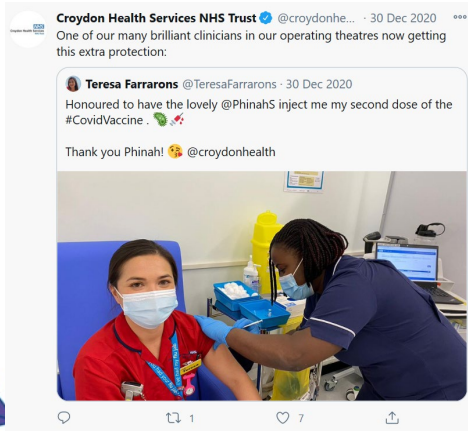 Croydon Health Services NHS Trust @croydonhe... · 30 Dec 2020
One of our many brilliant clinicians in our operating theatres now getting
this extra protection:
Teresa Farrarons @TeresaFarrarons · 30 Dec 2020
Honoured to have the lovely @PhinahS inject me my second dose of the
#CovidVaccine .
Thank you Phinah! @croydonhealth
1
7